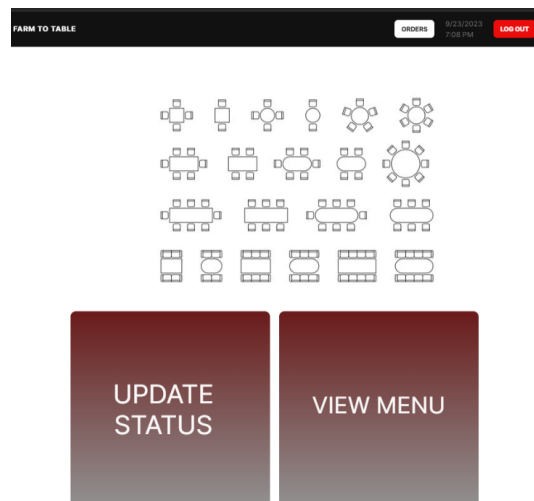 FARM TO TABLE
ORDERS
9/23/2023
7:08 PM
LOG OUT
UPDATE
STATUS
VIEW MENU